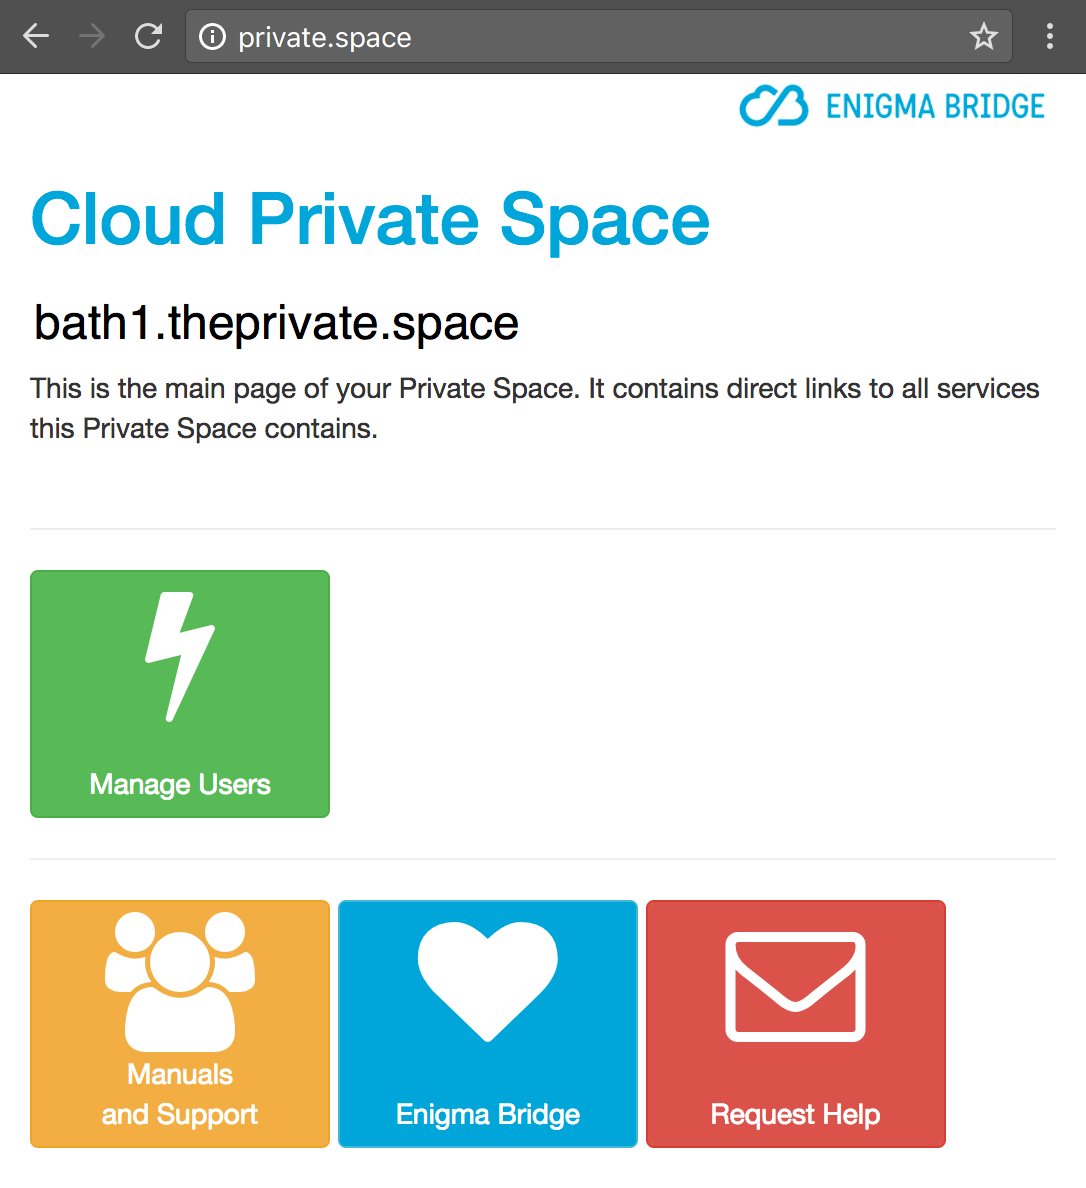 private.space
ENIGMA BRIDGE
Cloud Private Space
bath1.theprivate.space
This is the main page of your Private Space. It contains direct links to all services
this Private Space contains.
Manage Users
Manuals
and Support
Enigma Bridge
Request Help